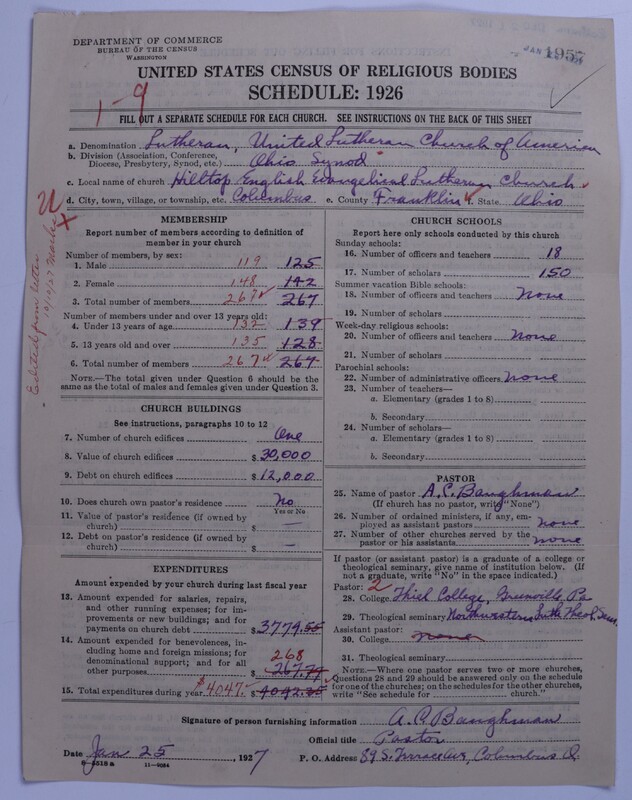 DEPARTMENT OF COMMERCE
BUREAU OF THE CENSUS
WASHINGTON
JAN 1957
UNITED STATES CENSUS OF RELIGIOUS BODIES
SCHEDULE: 1926
1-9
FILL OUT A SEPARATE SCHEDULE FOR EACH CHURCH. SEE INSTRUCTIONS ON THE BACK OF THIS SHEET
a. Denomination Lutheran, United Lutheran Church of America
b. Division (Association, Conference, Diocese, Presbytery, Synod, etc.) Ohio Synod
c. Local name of church Hilltop English Evangelical Lutheran Church
d. City, town, village, or township, etc. Columbus e. County Franklin f. State Ohio
Edited from letter 10/19/27
MEMBERSHIP
Report number of members according to definition of member in your church
Number of members, by sex:
1. Male 119 125
2. Female 148 142
3. Total number of members 267 267
Number of members under and over 13 years old:
4. Under 13 years of age 132 139
5. 13 years old and over 135 128
6. Total number of members 267 267
NOTE.—The total given under Question 6 should be the same as the total of males and females given under Question 3.
CHURCH BUILDINGS
See instructions, paragraphs 10 to 12
7. Number of church edifices One
8. Value of church edifices $ 30,000
9. Debt on church edifices $ 12,000
10. Does church own pastor's residence? No
Yes or No
11. Value of pastor's residence (if owned by church) $
12. Debt on pastor's residence (if owned by church) $ —
EXPENDITURES
Amount expended by your church during last fiscal year
13. Amount expended for salaries, repairs, and other running expenses; for improvements or new buildings; and for payments on church debt $ 3779.55
14. Amount expended for benevolences, including home and foreign missions; for denominational support; and for all other purposes 268 $ 267.77
15. Total expenditures during year $4047. $
CHURCH SCHOOLS
Report here only schools conducted by this church
Sunday schools:
16. Number of officers and teachers 18
17. Number of scholars 150
Summer vacation Bible schools:
18. Number of officers and teachers None
19. Number of scholars
Week-day religious schools:
20. Number of officers and teachers None
21. Number of scholars
Parochial schools:
22. Number of administrative officers None
23. Number of teachers—
a. Elementary (grades 1 to 8)
b. Secondary
24. Number of scholars—
a. Elementary (grades 1 to 8)
b. Secondary
PASTOR
25. Name of pastor A. C. Baughman
(If church has no pastor, write "None")
26. Number of ordained ministers, if any, employed as assistant pastors none
27. Number of other churches served by the pastor or his assistants none
If pastor (or assistant pastor) is a graduate of a college or theological seminary, give name of institution below. (If not a graduate, write "No" in the space indicated.)
Pastor: 2
28. College Thiel College, Greenville, Pa
29. Theological seminary Northwestern Luth. Theol. Sem.
Assistant pastor:
30. College none
31. Theological seminary
NOTE.—Where one pastor serves two or more churches, Questions 28 and 29 should be answered only on the schedule for one of the churches; on the schedules for the other churches, write "See schedule for church."
Signature of person furnishing information A. C. Baughman
Official title Pastor
Date Jan 25, 1927 P. O. Address 89 S. Terrace Ave, Columbus O.
11-9084